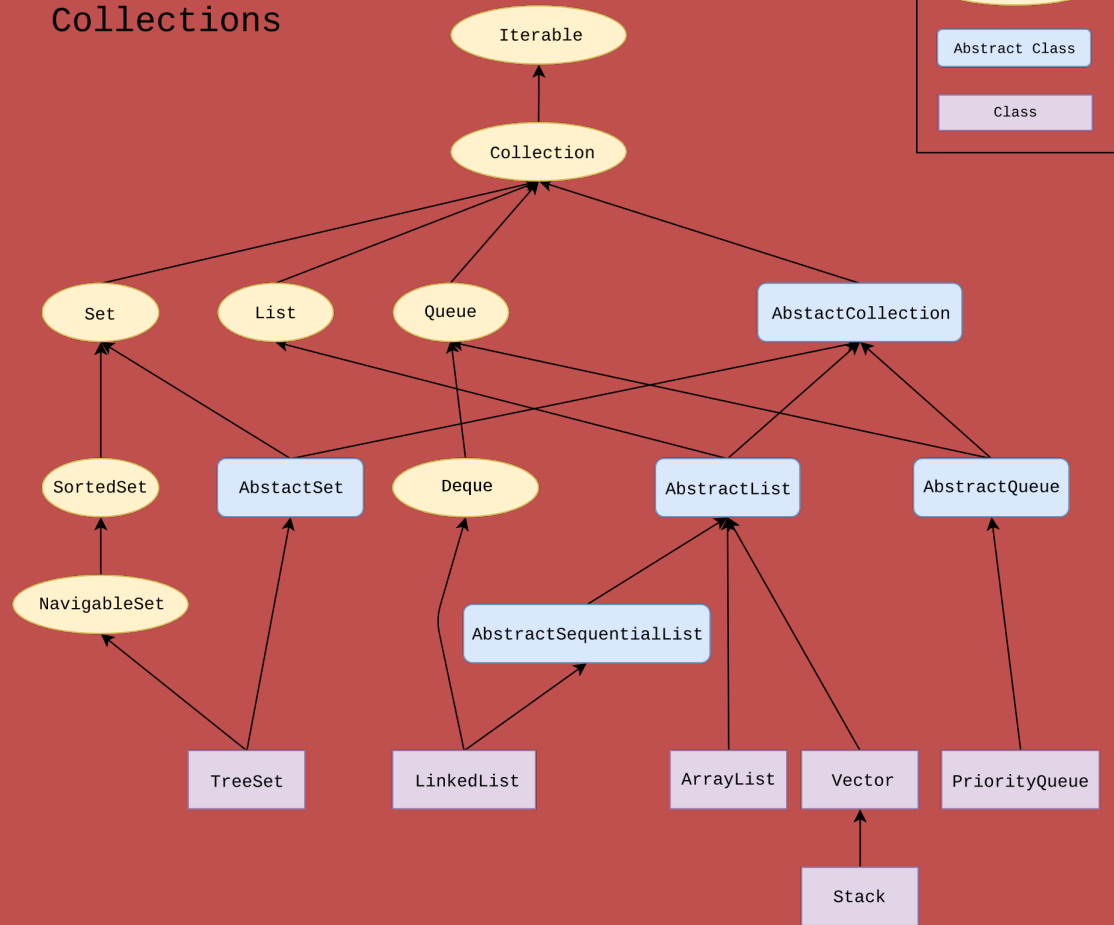 Collections
Iterable
Abstract Class
Class
Collection
Set
List
Queue
AbstactCollection
SortedSet
AbstactSet
Deque
AbstractList
AbstractQueue
NavigableSet
AbstractSequentialList
TreeSet
LinkedList
ArrayList
Vector
PriorityQueue
Stack